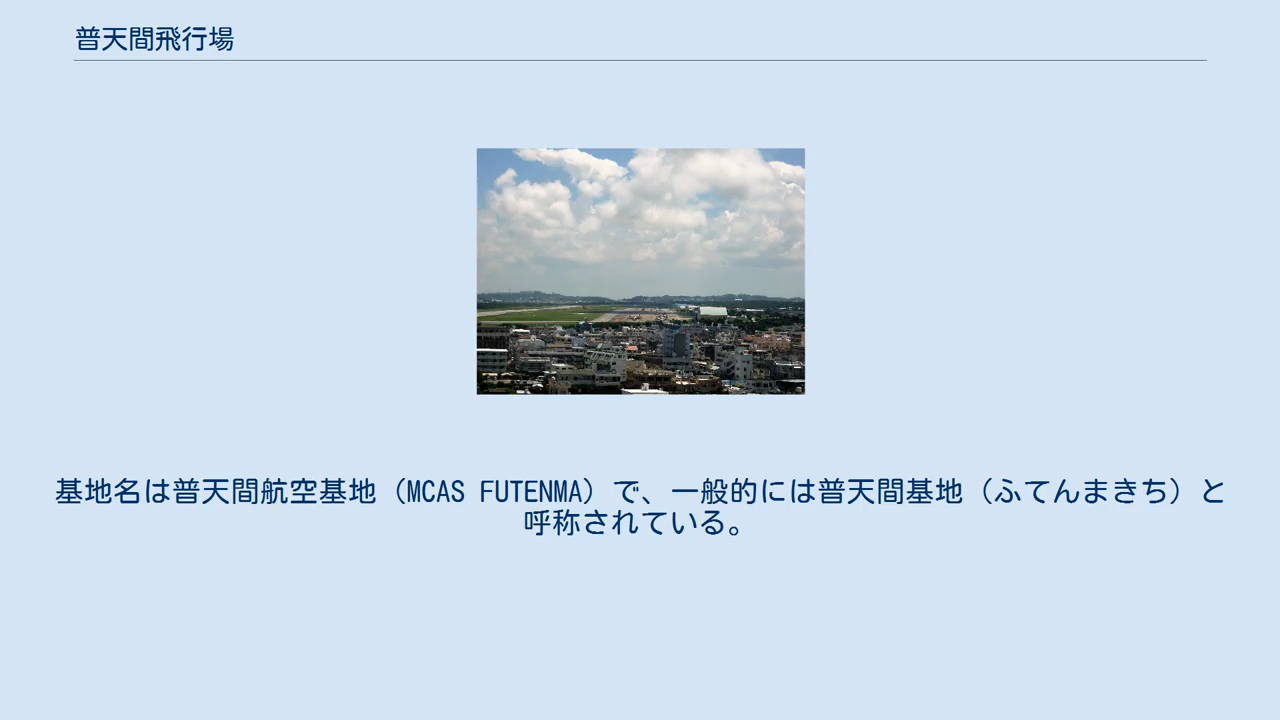 普天間飛行場
基地名は普天間航空基地（MCAS FUTENMA）で、一般的には普天間基地（ふてんまきち）と
呼称されている。